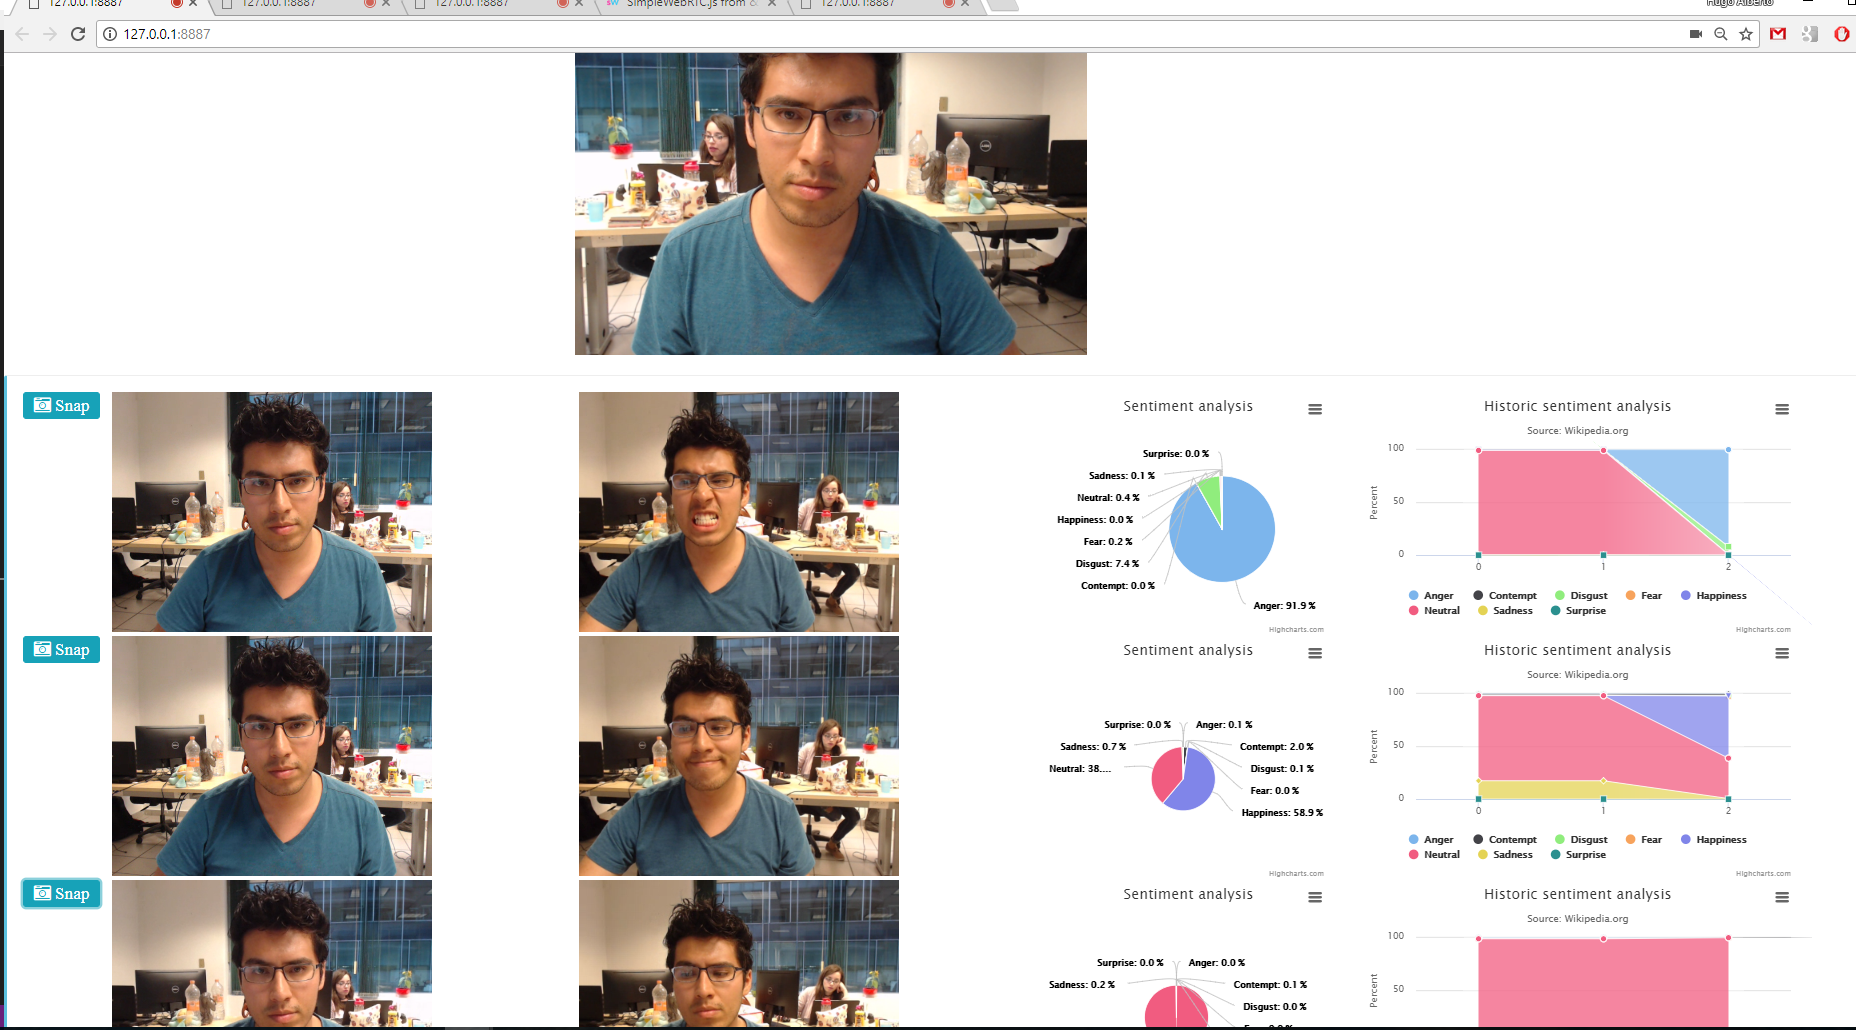 127.0.0.1:8887
127.0.0.1:8887
127.0.0.1:8887
SimpleWebRTC.js from &
127.0.0.1:8887
Hugo Alberto
127.0.0.1:8887
Snap
Sentiment analysis
Surprise: 0.0 %
Sadness: 0.1 %
Neutral: 0.4 %
Happiness: 0.0 %
Fear: 0.2 %
Disgust: 7.4 %
Contempt: 0.0 %
Anger: 91.9 %
Highcharts.com
Historic sentiment analysis
Source: Wikipedia.org
Percent
100
50
0
0 1 2
Anger Contempt Disgust Fear Happiness
Neutral Sadness Surprise
Highcharts.com
Snap
Sentiment analysis
Surprise: 0.0 % Anger: 0.1 %
Sadness: 0.7 % Contempt: 2.0 %
Neutral: 38.... Disgust: 0.1 %
Fear: 0.0 %
Happiness: 58.9 %
Highcharts.com
Historic sentiment analysis
Source: Wikipedia.org
Percent
100
50
0
0 1 2
Anger Contempt Disgust Fear Happiness
Neutral Sadness Surprise
Highcharts.com
Snap
Sentiment analysis
Surprise: 0.0 % Anger: 0.0 %
Sadness: 0.2 % Contempt: 0.1 %
Disgust: 0.0 %
Historic sentiment analysis
Source: Wikipedia.org
Percent
100
50